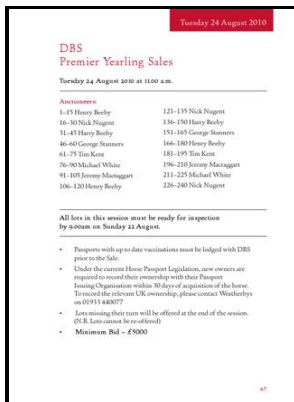 Tuesday 24 August 2010
DBS
Premier Yearling Sales
Tuesday 24 August 2010 at 11.00 a.m.
Auctioneers:
1–15 Henry Beeby
16–30 Nick Nugent
31–45 Harry Beeby
46–60 George Stanners
61–75 Tim Kent
76–90 Michael White
91–105 Jeremy Mactaggart
106–120 Henry Beeby
121–135 Nick Nugent
136–150 Harry Beeby
151–165 George Stanners
166–180 Henry Beeby
181–195 Tim Kent
196–210 Jeremy Mactaggart
211–225 Michael White
226–240 Nick Nugent
All lots in this session must be ready for inspection
by 9.00am on Sunday 22 August.
• Passports with up to date vaccinations must be lodged with DBS
prior to the Sale.
• Under the current Horse Passport Legislation, new owners are
required to record their ownership with their Passport
Issuing Organisation within 30 days of acquisition of the horse.
To record the relevant UK ownership, please contact Weatherbys
on 01933 440077
• Lots missing their turn will be offered at the end of the session.
(N.B. Lots cannot be re-offered)
• Minimum Bid – £5000
67